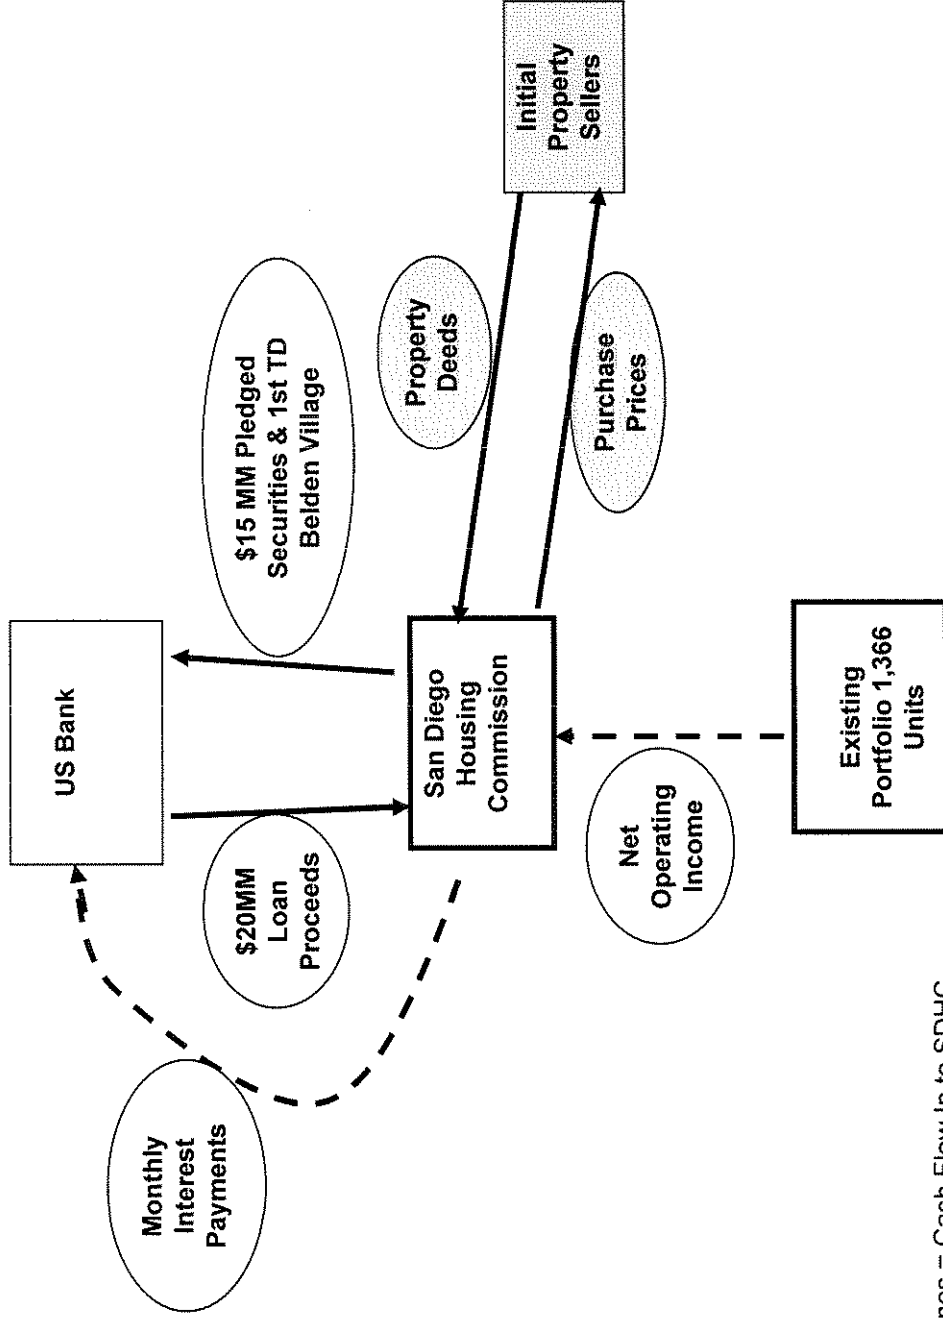 US Bank
$15 MM Pledged
Securities & 1st TD
Belden Village
$20MM
Loan
Proceeds
Monthly
Interest
Payments
Property
Deeds
Initial
Property
Sellers
San Diego
Housing
Commission
Purchase
Prices
Net
Operating
Income
Existing
Portfolio 1,366
Units
= Cash Flow In to SDHC